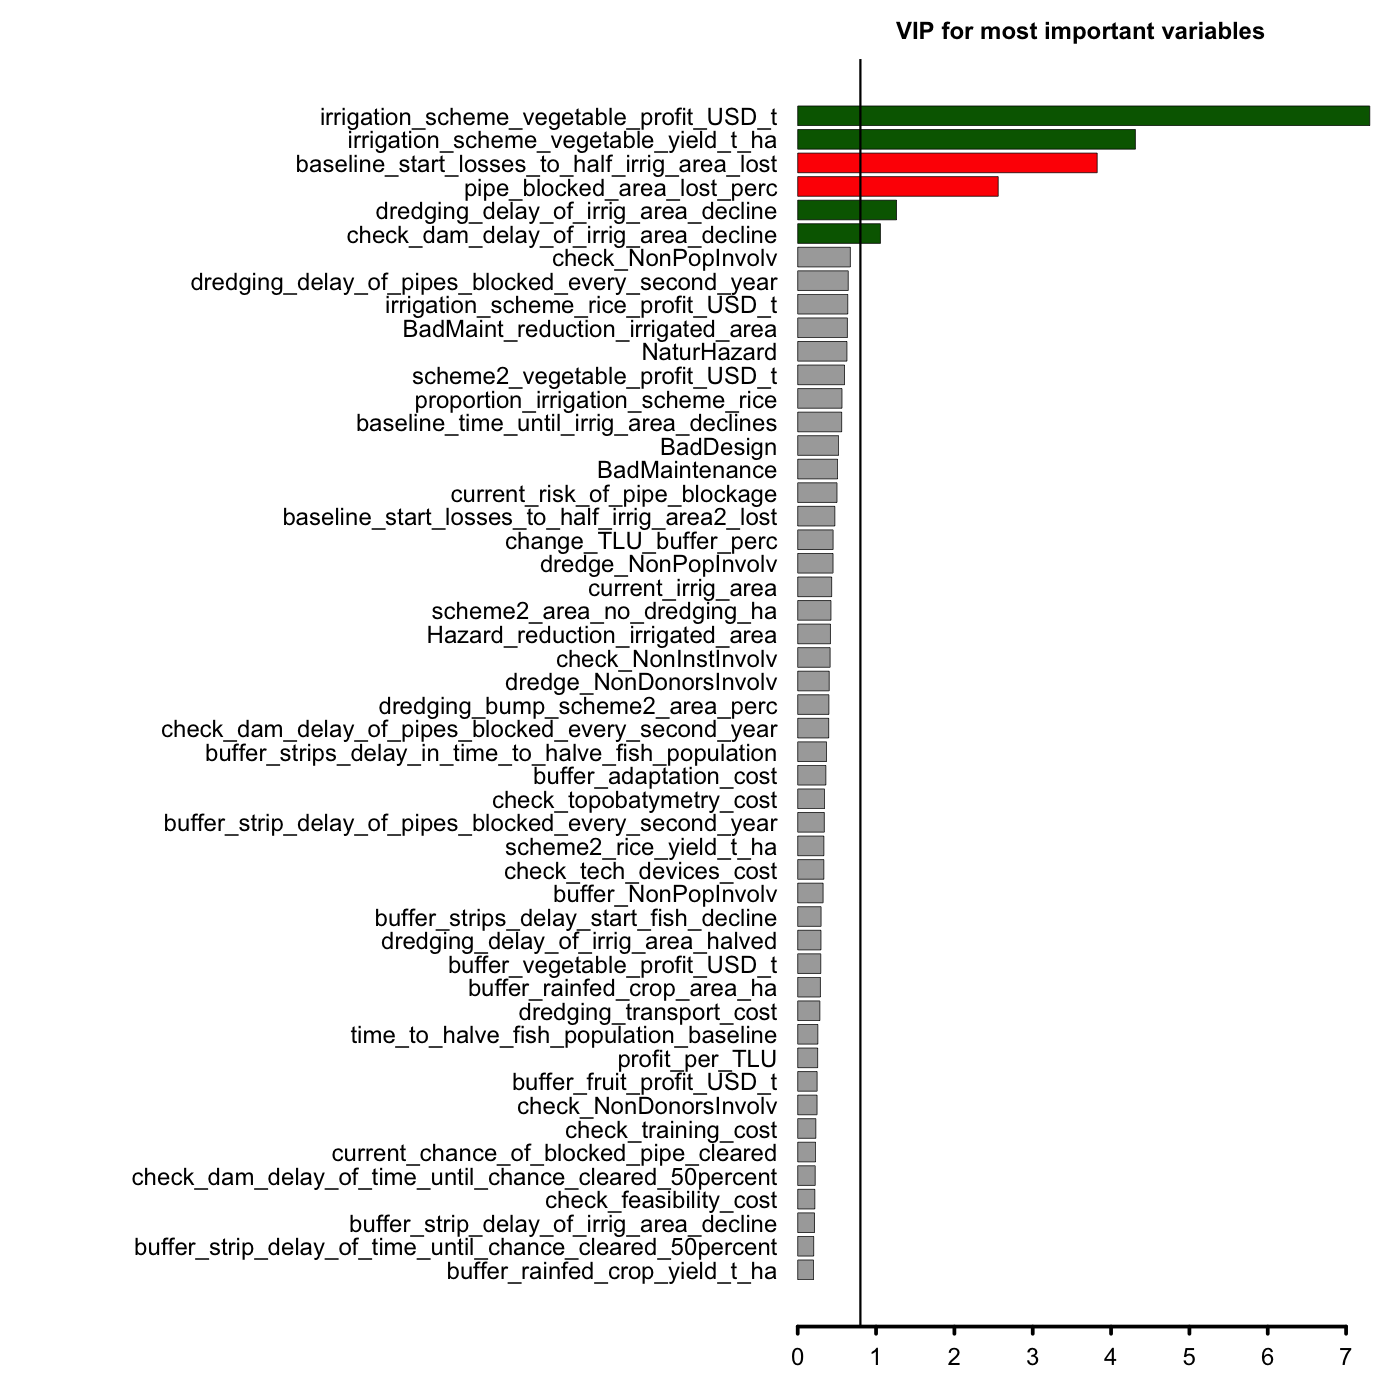 VIP for most important variables
irrigation_scheme_vegetable_profit_USD_t
irrigation_scheme_vegetable_yield_t_ha
baseline_start_losses_to_half_irrig_area_lost
pipe_blocked_area_lost_perc
dredging_delay_of_irrig_area_decline
check_dam_delay_of_irrig_area_decline
check_NonPopInvolv
dredging_delay_of_pipes_blocked_every_second_year
irrigation_scheme_rice_profit_USD_t
BadMaint_reduction_irrigated_area
NaturHazard
scheme2_vegetable_profit_USD_t
proportion_irrigation_scheme_rice
baseline_time_until_irrig_area_declines
BadDesign
BadMaintenance
current_risk_of_pipe_blockage
baseline_start_losses_to_half_irrig_area2_lost
change_TLU_buffer_perc
dredge_NonPopInvolv
current_irrig_area
scheme2_area_no_dredging_ha
Hazard_reduction_irrigated_area
check_NonInstInvolv
dredge_NonDonorsInvolv
dredging_bump_scheme2_area_perc
check_dam_delay_of_pipes_blocked_every_second_year
buffer_strips_delay_in_time_to_halve_fish_population
buffer_adaptation_cost
check_topobatymetry_cost
buffer_strip_delay_of_pipes_blocked_every_second_year
scheme2_rice_yield_t_ha
check_tech_devices_cost
buffer_NonPopInvolv
buffer_strips_delay_start_fish_decline
dredging_delay_of_irrig_area_halved
buffer_vegetable_profit_USD_t
buffer_rainfed_crop_area_ha
dredging_transport_cost
time_to_halve_fish_population_baseline
profit_per_TLU
buffer_fruit_profit_USD_t
check_NonDonorsInvolv
check_training_cost
current_chance_of_blocked_pipe_cleared
check_dam_delay_of_time_until_chance_cleared_50percent
check_feasibility_cost
buffer_strip_delay_of_irrig_area_decline
buffer_strip_delay_of_time_until_chance_cleared_50percent
buffer_rainfed_crop_yield_t_ha
0 1 2 3 4 5 6 7